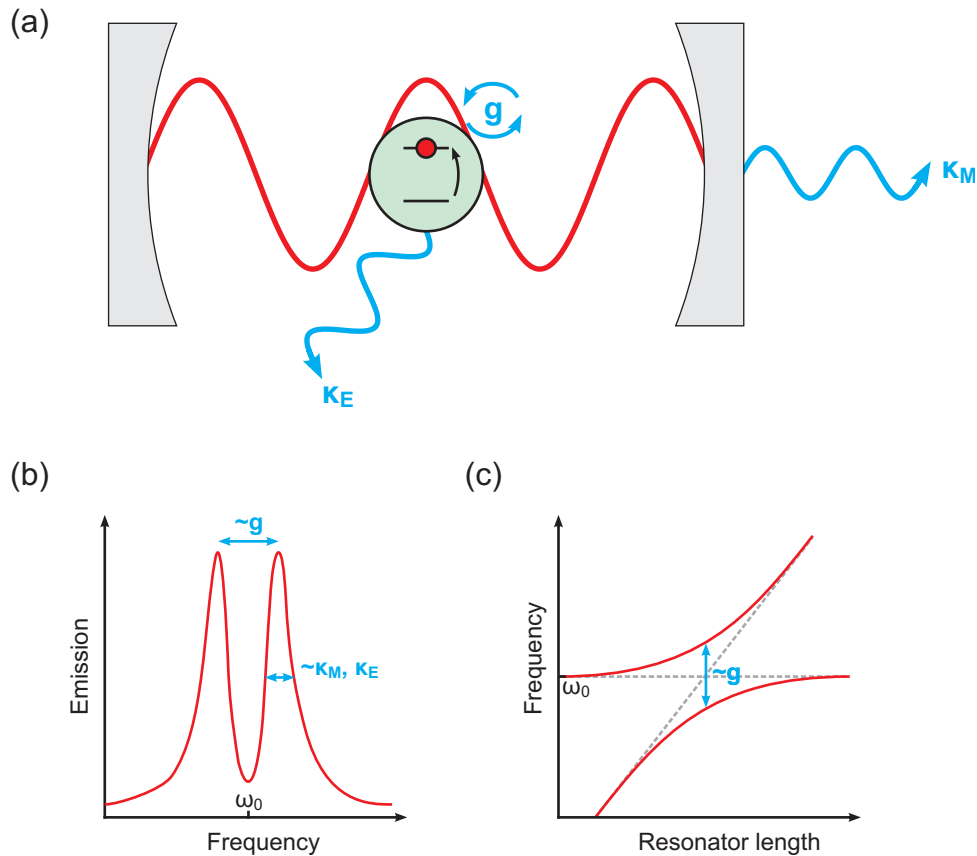 (a)
g
κM
κE
(b)
~g
~κM, κE
Emission
ω0
Frequency
(c)
Frequency
ω0
~g
Resonator length